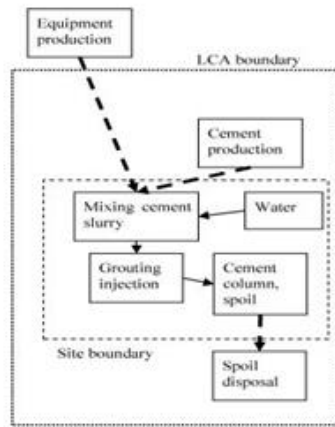 Equipment
production
LCA boundary
Cement
production
Mixing cement
slurry
Water
Grouting
injection
Cement
column,
spoil
Site boundary
Spoil
disposal